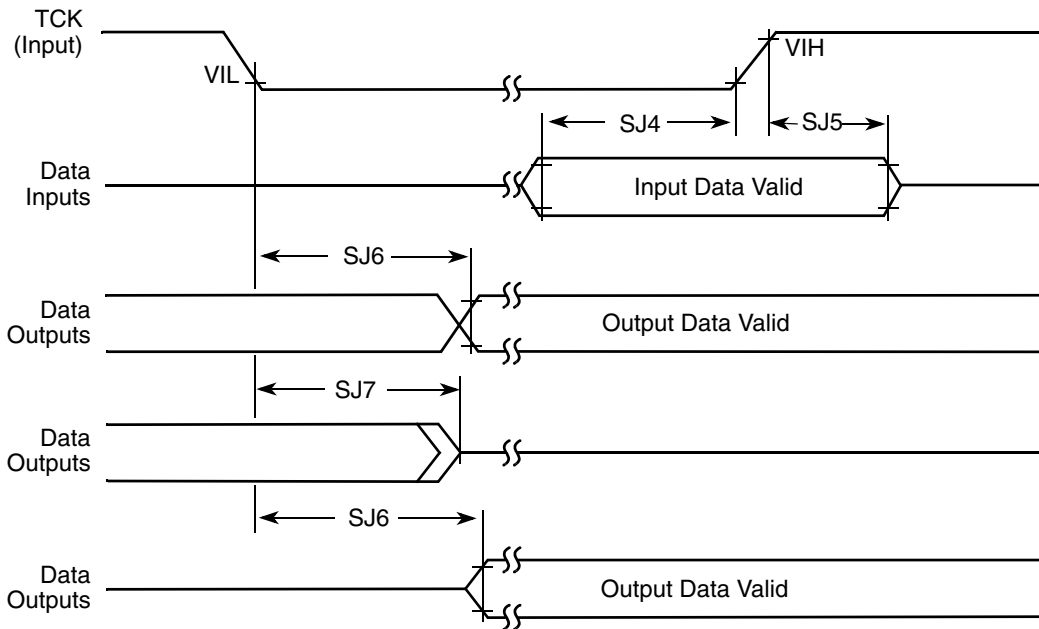 TCK
(Input)
VIL
VIH
SJ4
SJ5
Data
Inputs
Input Data Valid
SJ6
Data
Outputs
Output Data Valid
SJ7
Data
Outputs
SJ6
Data
Outputs
Output Data Valid